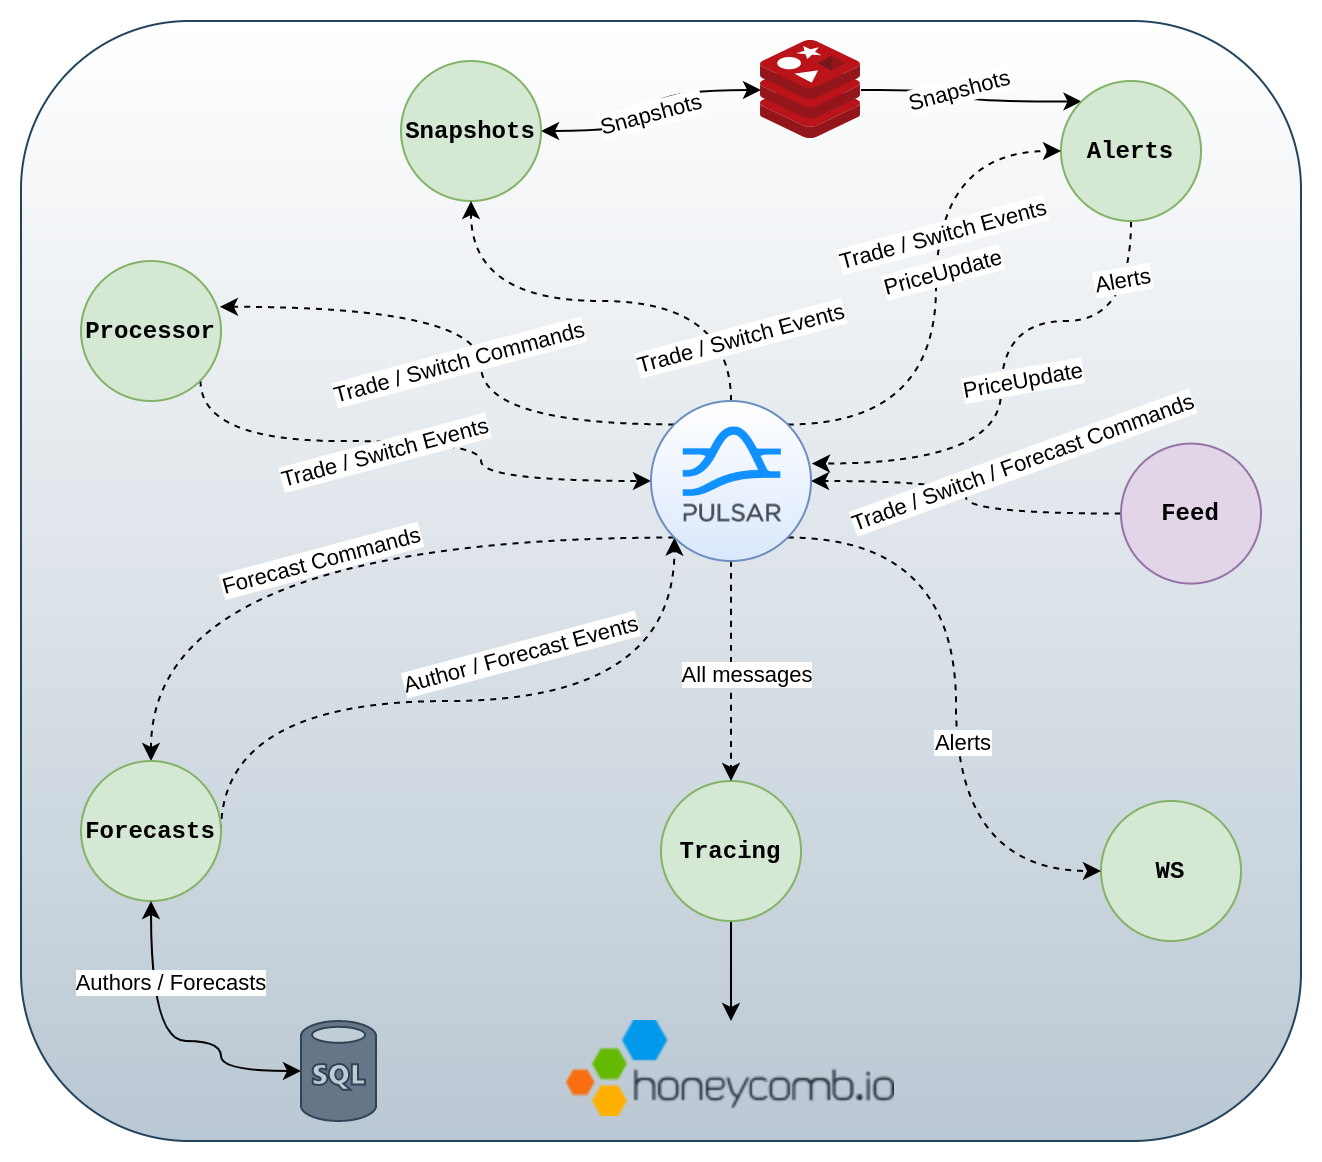 Snapshots
Snapshots
Snapshots
Alerts
Trade / Switch Events
PriceUpdate
Alerts
Processor
Trade / Switch Events
Trade / Switch Commands
PriceUpdate
Trade / Switch Events
Trade / Switch / Forecast Commands
PULSAR
Feed
Forecast Commands
Author / Forecast Events
All messages
Alerts
Forecasts
Tracing
WS
Authors / Forecasts
SQL
honeycomb.io